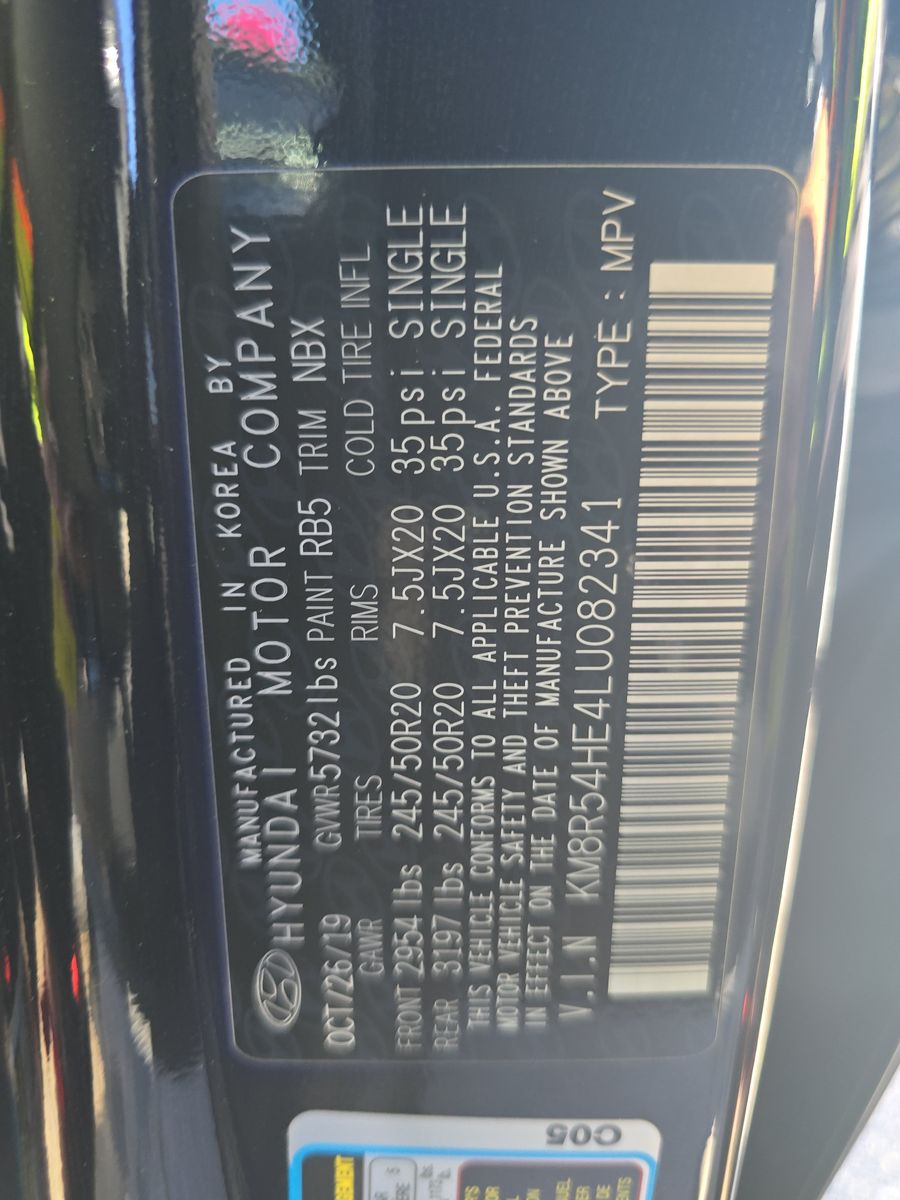 MANUFACTURED IN KOREA BY
HYUNDAI MOTOR COMPANY
OCT/26/19 GVWR 5732 lbs PAINT RB5 TRIM NBX
GAWR TIRES RIMS COLD TIRE INFL
FRONT 2954 lbs 245/50R20 7.5JX20 35psi SINGLE
REAR 3197 lbs 245/50R20 7.5JX20 35psi SINGLE
THIS VEHICLE CONFORMS TO ALL APPLICABLE U.S.A. FEDERAL
MOTOR VEHICLE SAFETY AND THEFT PREVENTION STANDARDS
IN EFFECT ON THE DATE OF MANUFACTURE SHOWN ABOVE
V.I.N KM8R54HE4LU082341 TYPE : MPV
C05